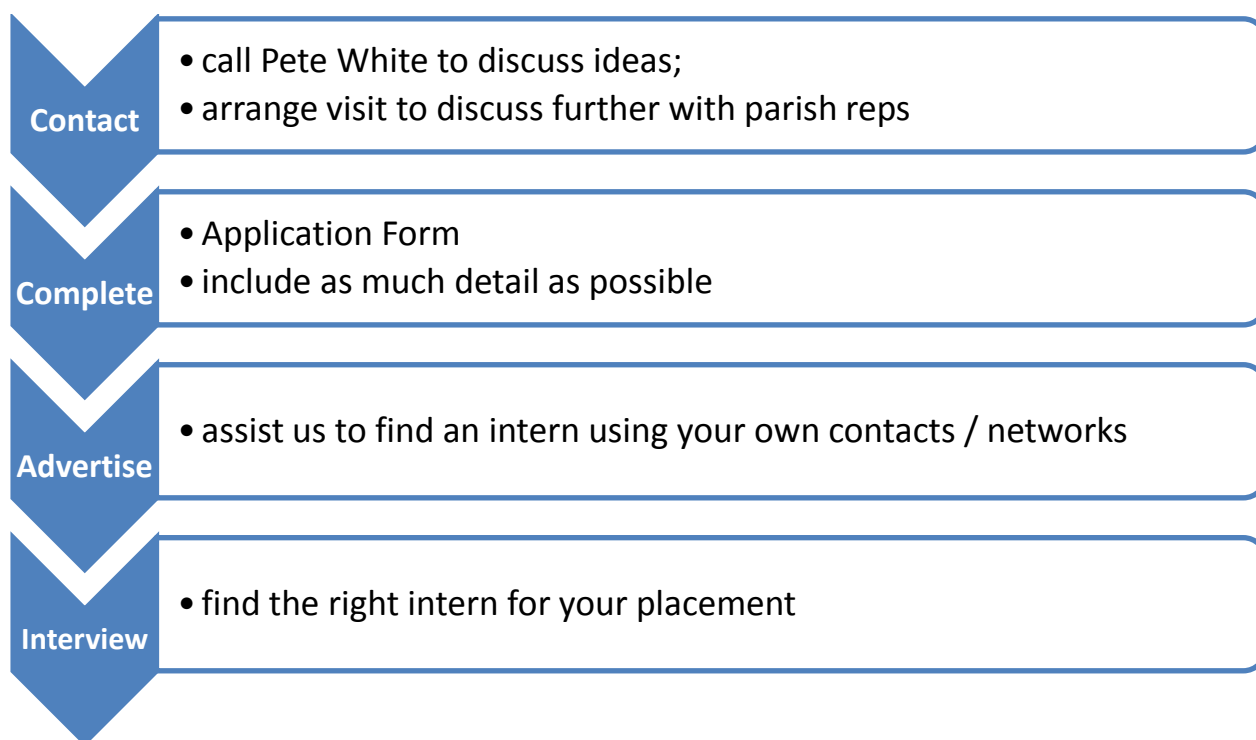 Contact
• call Pete White to discuss ideas;
• arrange visit to discuss further with parish reps
Complete
• Application Form
• include as much detail as possible
Advertise
• assist us to find an intern using your own contacts / networks
Interview
• find the right intern for your placement